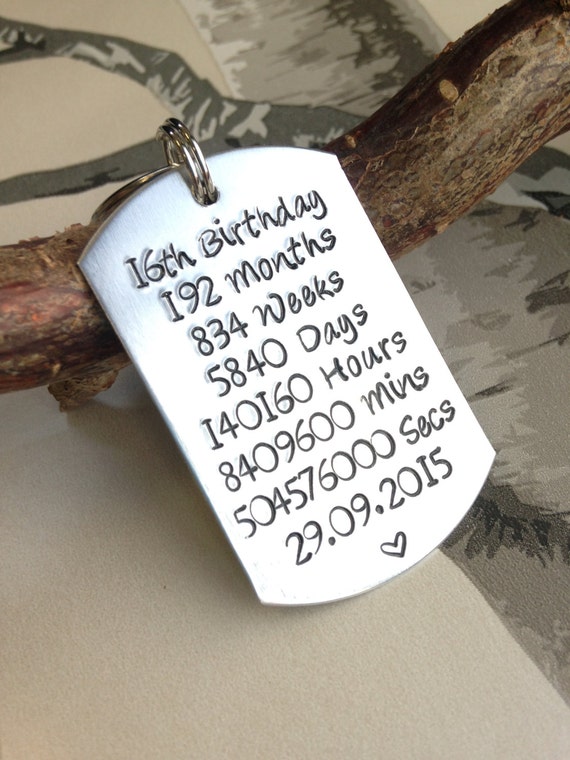 16th Birthday
192 Months
834 Weeks
5840 Days
140160 Hours
8409600 Mins
504576000 Secs
29.09.2015